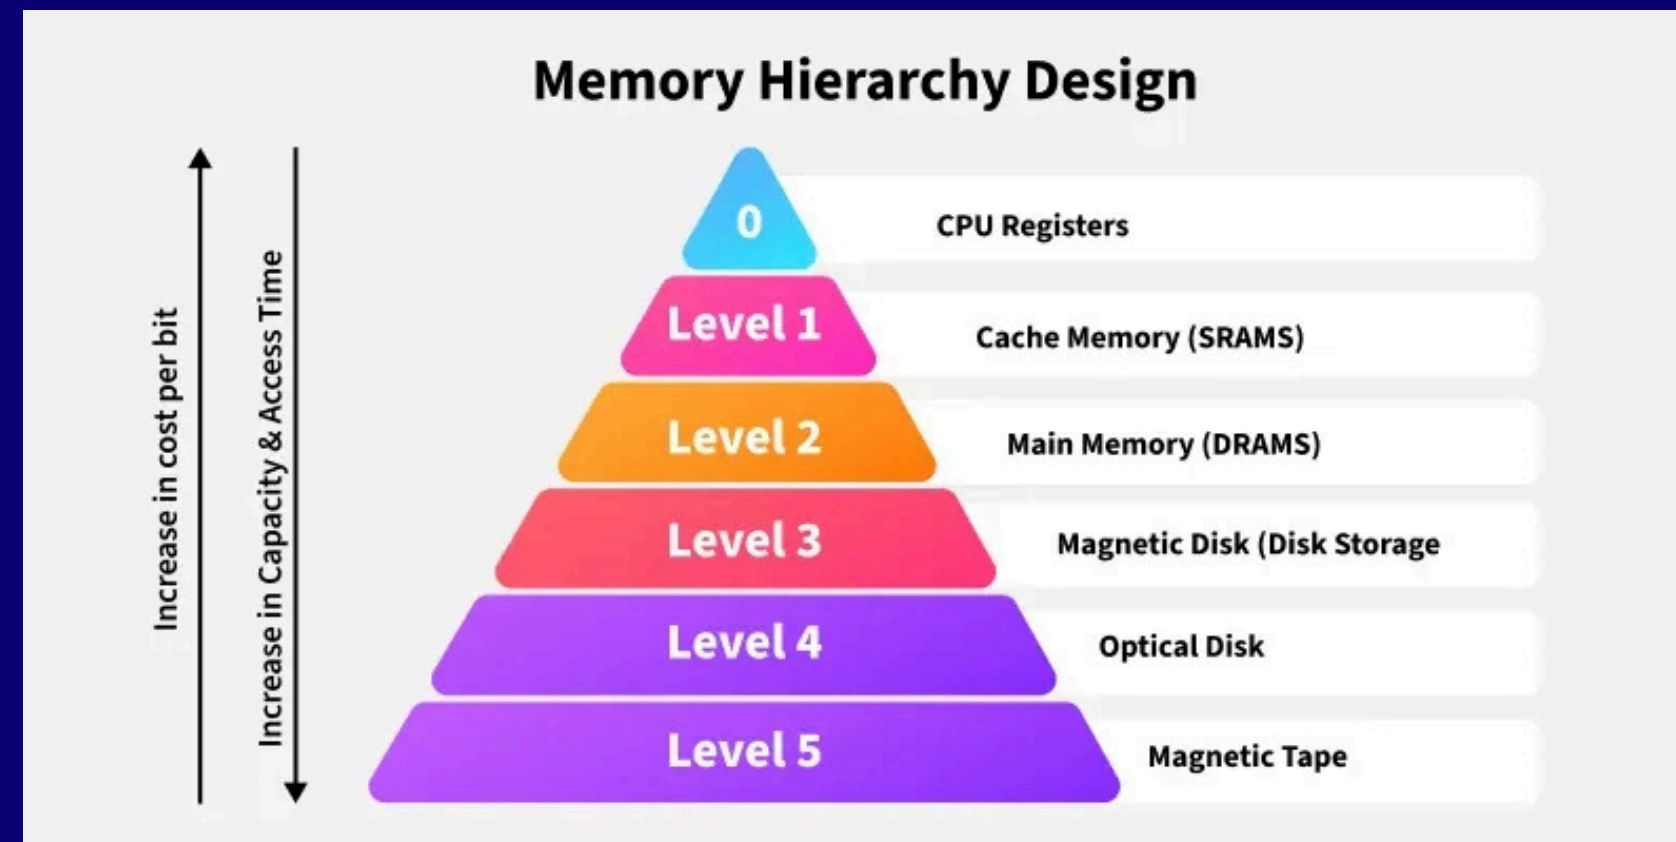 Memory Hierarchy Design
Increase in cost per bit
Increase in Capacity & Access Time
0
CPU Registers
Level 1
Cache Memory (SRAMS)
Level 2
Main Memory (DRAMS)
Level 3
Magnetic Disk (Disk Storage
Level 4
Optical Disk
Level 5
Magnetic Tape